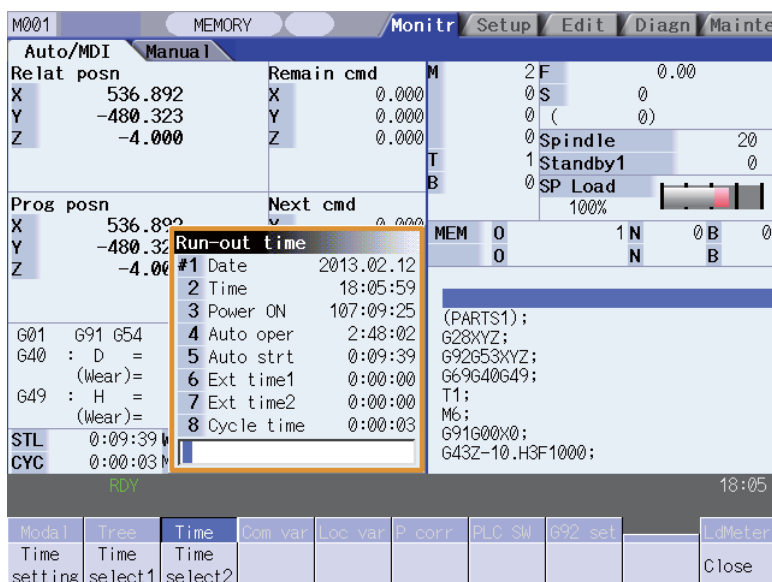 M001 MEMORY Monitr Setup Edit Diagn Mainte
Auto/MDI Manual
Relat posn Remain cmd
X 536.892 X 0.000
Y -480.323 Y 0.000
Z -4.000 Z 0.000
M 2 F 0.00
0 S 0
0 ( 0)
0 Spindle 20
T 1 Standby1 0
B 0 SP Load
100%
Prog posn Next cmd
X 536.892 0.000
Y -480.32
Z -4.00
MEM O 1 N 0 B 0
O N B
Run-out time
#1 Date 2013.02.12
2 Time 18:05:59
3 Power ON 107:09:25
4 Auto oper 2:48:02
5 Auto strt 0:09:39
6 Ext time1 0:00:00
7 Ext time2 0:00:00
8 Cycle time 0:00:03
G01 G91 G54
G40 : D =
(Wear)=
G49 : H =
(Wear)=
STL 0:09:39
CYC 0:00:03
(PARTS1);
G28XYZ;
G92G53XYZ;
G69G40G49;
T1;
M6;
G91G00X0;
G43Z-10.H3F1000;
RDY 18:05
Modal Tree Time Com var Loc var P corr PLC SW G92 set LdMeter
Time setting Time select1 Time select2 Close